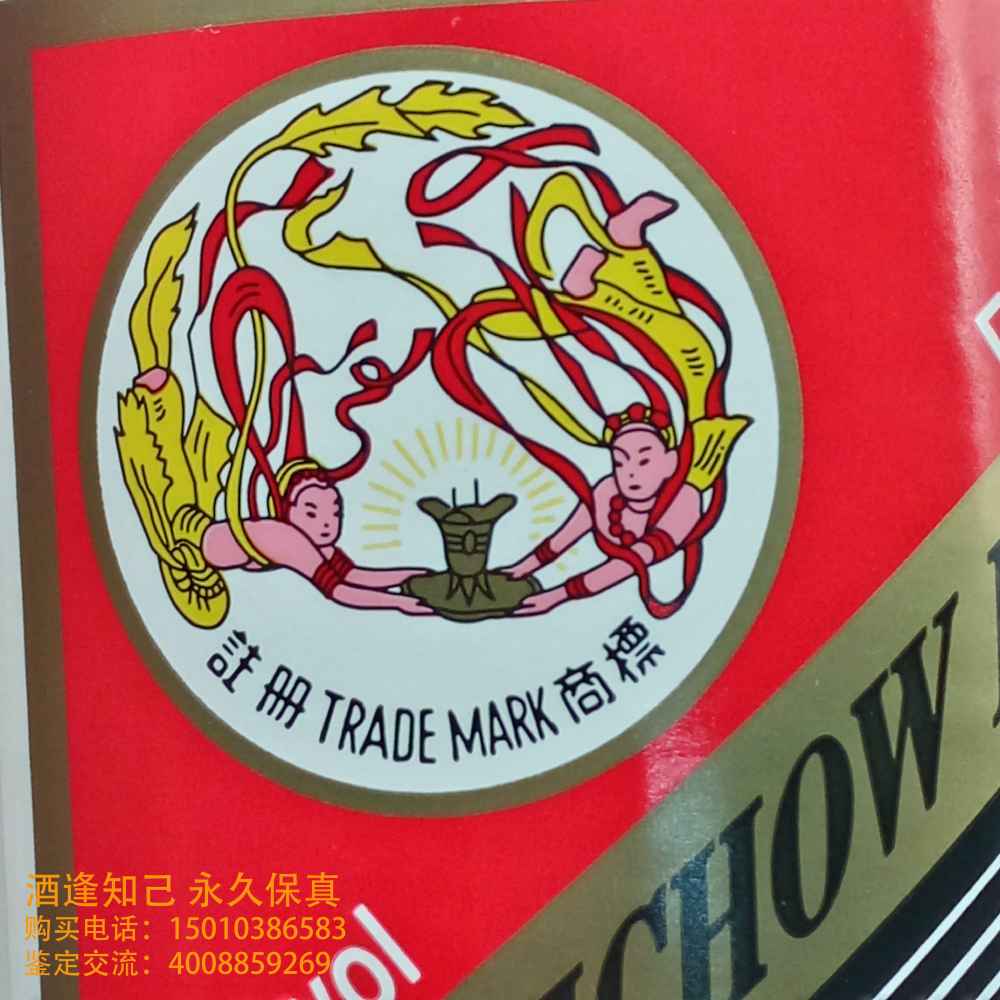 註冊 TRADE MARK 商標
CHOW
vol
酒逢知己 永久保真
购买电话：15010386583
鉴定交流：4008859269